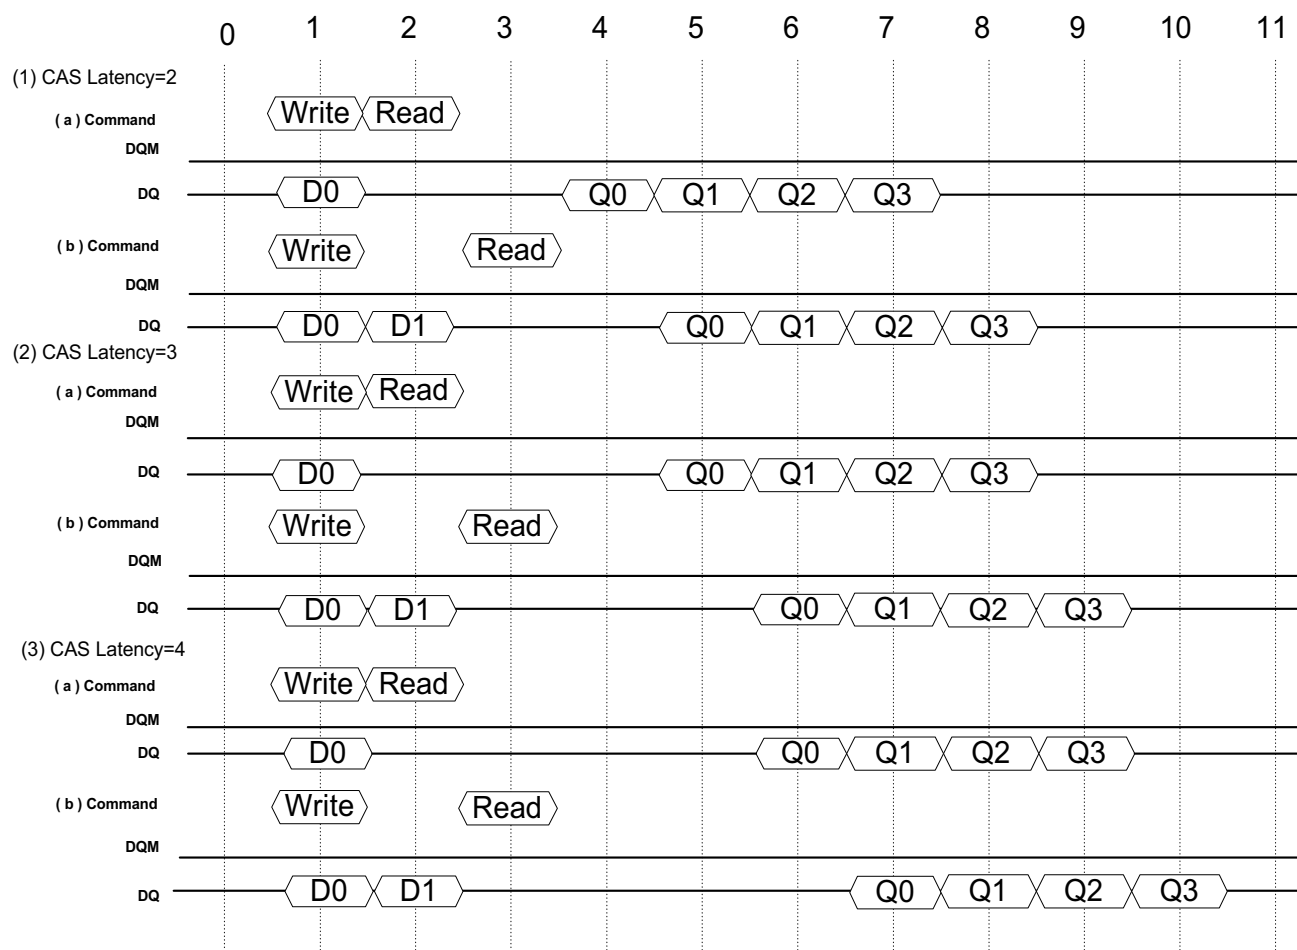 0 1 2 3 4 5 6 7 8 9 10 11
(1) CAS Latency=2
( a ) Command Write Read
DQM
DQ D0 Q0 Q1 Q2 Q3
( b ) Command Write Read
DQM
DQ D0 D1 Q0 Q1 Q2 Q3
(2) CAS Latency=3
( a ) Command Write Read
DQM
DQ D0 Q0 Q1 Q2 Q3
( b ) Command Write Read
DQM
DQ D0 D1 Q0 Q1 Q2 Q3
(3) CAS Latency=4
( a ) Command Write Read
DQM
DQ D0 Q0 Q1 Q2 Q3
( b ) Command Write Read
DQM
DQ D0 D1 Q0 Q1 Q2 Q3